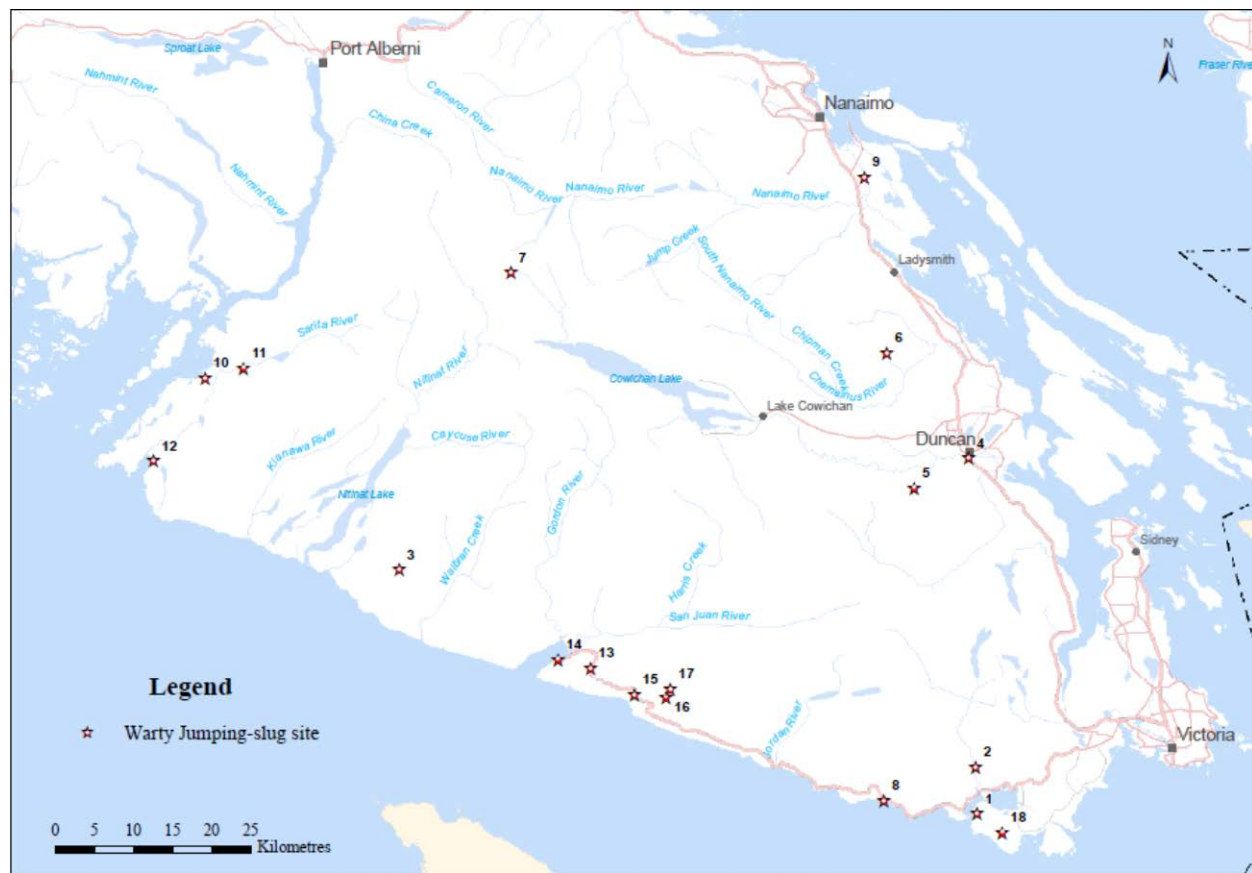 Sproat Lake
Port Alberni
N
Fraser River
Nahmint River
Cameron River
China Creek
Nanaimo
9
Nahmint River
Nanaimo River
Nanaimo River
Nanaimo River
Jump Creek
South Nanaimo River
7
Ladysmith
Sarita River
10
11
Nitinat River
Chipman Creek
6
Cowichan Lake
Chemainus River
Lake Cowichan
12
Klanawa River
Caycuse River
Duncan
4
5
Nitinat Lake
Gordon River
Walbran Creek
3
Harris Creek
Sidney
San Juan River
14
13
17
15
16
Legend
Warty Jumping-slug site
Jordan River
Victoria
2
8
1
18
0 5 10 15 20 25
Kilometres